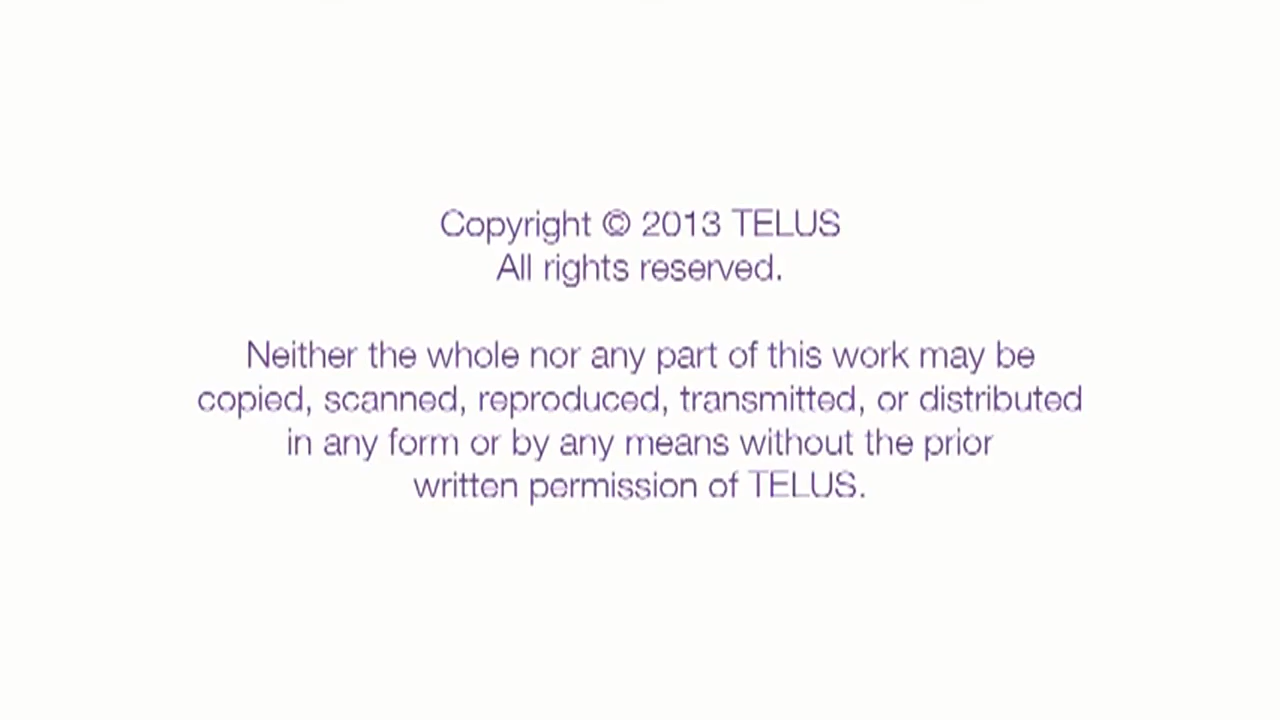 Copyright © 2013 TELUS
All rights reserved.
Neither the whole nor any part of this work may be
copied, scanned, reproduced, transmitted, or distributed
in any form or by any means without the prior
written permission of TELUS.